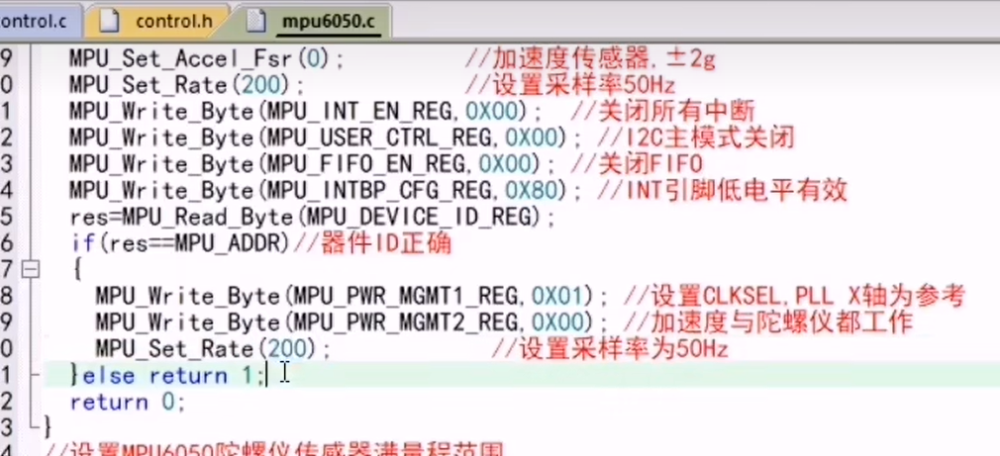 ontrol.c control.h mpu6050.c
9 MPU_Set_Accel_Fsr(0); //加速度传感器,±2g
0 MPU_Set_Rate(200); //设置采样率50Hz
1 MPU_Write_Byte(MPU_INT_EN_REG,0X00); //关闭所有中断
2 MPU_Write_Byte(MPU_USER_CTRL_REG,0X00); //I2C主模式关闭
3 MPU_Write_Byte(MPU_FIFO_EN_REG,0X00); //关闭FIFO
4 MPU_Write_Byte(MPU_INTBP_CFG_REG,0X80); //INT引脚低电平有效
5 res=MPU_Read_Byte(MPU_DEVICE_ID_REG);
6 if(res==MPU_ADDR)//器件ID正确
7 {
8 MPU_Write_Byte(MPU_PWR_MGMT1_REG,0X01); //设置CLKSEL,PLL X轴为参考
9 MPU_Write_Byte(MPU_PWR_MGMT2_REG,0X00); //加速度与陀螺仪都工作
0 MPU_Set_Rate(200); //设置采样率为50Hz
1 }else return 1;
2 return 0;
3 }
4 //设置MPU6050陀螺仪传感器满量程范围